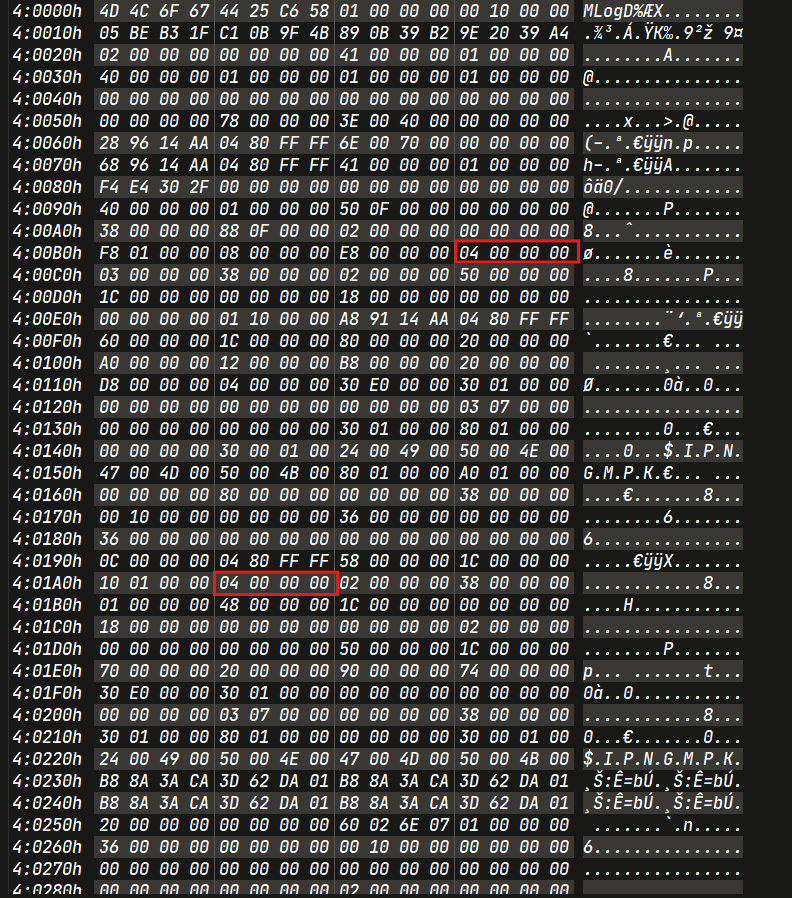 4:0000h 4D 4C 6F 67 44 25 C6 58 01 00 00 00 00 10 00 00 MLogD%ÆX........
4:0010h 05 BE B3 1F C1 0B 9F 4B 89 0B 39 B2 9E 20 39 A4 .¾³.Á.ŸK‰.9²ž 9¤
4:0020h 02 00 00 00 00 00 00 00 41 00 00 00 01 00 00 00 ........A.......
4:0030h 40 00 00 00 01 00 00 00 01 00 00 00 01 00 00 00 @...............
4:0040h 00 00 00 00 00 00 00 00 00 00 00 00 00 00 00 00 ................
4:0050h 00 00 00 00 78 00 00 00 3E 00 40 00 00 00 00 00 ....x...>.@.....
4:0060h 28 96 14 AA 04 80 FF FF 6E 00 70 00 00 00 00 00 (–.ª.€ÿÿn.p.....
4:0070h 68 96 14 AA 04 80 FF FF 41 00 00 00 01 00 00 00 h–.ª.€ÿÿA.......
4:0080h F4 E4 30 2F 00 00 00 00 00 00 00 00 00 00 00 00 ôä0/............
4:0090h 40 00 00 00 01 00 00 00 50 0F 00 00 00 00 00 00 @.......P.......
4:00A0h 38 00 00 00 88 0F 00 00 02 00 00 00 00 00 00 00 8...ˆ...........
4:00B0h F8 01 00 00 08 00 00 00 E8 00 00 00 04 00 00 00 ø.......è.......
4:00C0h 03 00 00 00 38 00 00 00 02 00 00 00 50 00 00 00 ....8.......P...
4:00D0h 1C 00 00 00 00 00 00 00 18 00 00 00 00 00 00 00 ................
4:00E0h 00 00 00 00 01 10 00 00 A8 91 14 AA 04 80 FF FF ........¨‘.ª.€ÿÿ
4:00F0h 60 00 00 00 1C 00 00 00 80 00 00 00 20 00 00 00 `.......€... ...
4:0100h A0 00 00 00 12 00 00 00 B8 00 00 00 20 00 00 00  .......¸... ...
4:0110h D8 00 00 00 04 00 00 00 30 E0 00 00 30 01 00 00 Ø.......0à..0...
4:0120h 00 00 00 00 00 00 00 00 00 00 00 00 03 07 00 00 ................
4:0130h 00 00 00 00 00 00 00 00 30 01 00 00 80 01 00 00 ........0...€...
4:0140h 00 00 00 00 30 00 01 00 24 00 49 00 50 00 4E 00 ....0...$.I.P.N.
4:0150h 47 00 4D 00 50 00 4B 00 80 01 00 00 A0 01 00 00 G.M.P.K.€... ...
4:0160h 00 00 00 00 80 00 00 00 00 00 00 00 38 00 00 00 ....€.......8...
4:0170h 00 10 00 00 00 00 00 00 36 00 00 00 00 00 00 00 ........6.......
4:0180h 36 00 00 00 00 00 00 00 00 00 00 00 00 00 00 00 6...............
4:0190h 0C 00 00 00 04 80 FF FF 58 00 00 00 1C 00 00 00 .....€ÿÿX.......
4:01A0h 10 01 00 00 04 00 00 00 02 00 00 00 38 00 00 00 ............8...
4:01B0h 01 00 00 00 48 00 00 00 1C 00 00 00 00 00 00 00 ....H...........
4:01C0h 18 00 00 00 00 00 00 00 00 00 00 00 02 00 00 00 ................
4:01D0h 00 00 00 00 00 00 00 00 50 00 00 00 1C 00 00 00 ........P.......
4:01E0h 70 00 00 00 20 00 00 00 90 00 00 00 74 00 00 00 p... .......t...
4:01F0h 30 E0 00 00 30 01 00 00 00 00 00 00 00 00 00 00 0à..0...........
4:0200h 00 00 00 00 03 07 00 00 00 00 00 00 38 00 00 00 ............8...
4:0210h 30 01 00 00 80 01 00 00 00 00 00 00 30 00 01 00 0...€.......0...
4:0220h 24 00 49 00 50 00 4E 00 47 00 4D 00 50 00 4B 00 $.I.P.N.G.M.P.K.
4:0230h B8 8A 3A CA 3D 62 DA 01 B8 8A 3A CA 3D 62 DA 01 ¸Š:Ê=bÚ.¸Š:Ê=bÚ.
4:0240h B8 8A 3A CA 3D 62 DA 01 B8 8A 3A CA 3D 62 DA 01 ¸Š:Ê=bÚ.¸Š:Ê=bÚ.
4:0250h 20 00 00 00 00 00 00 00 60 02 6E 07 01 00 00 00  .......`.n.....
4:0260h 36 00 00 00 00 00 00 00 00 10 00 00 00 00 00 00 6...............
4:0270h 00 00 00 00 00 00 00 00 00 00 00 00 00 00 00 00 ................
4:0280h 00 00 00 00 00 00 00 00 02 00 00 00 00 00 00 00 ................